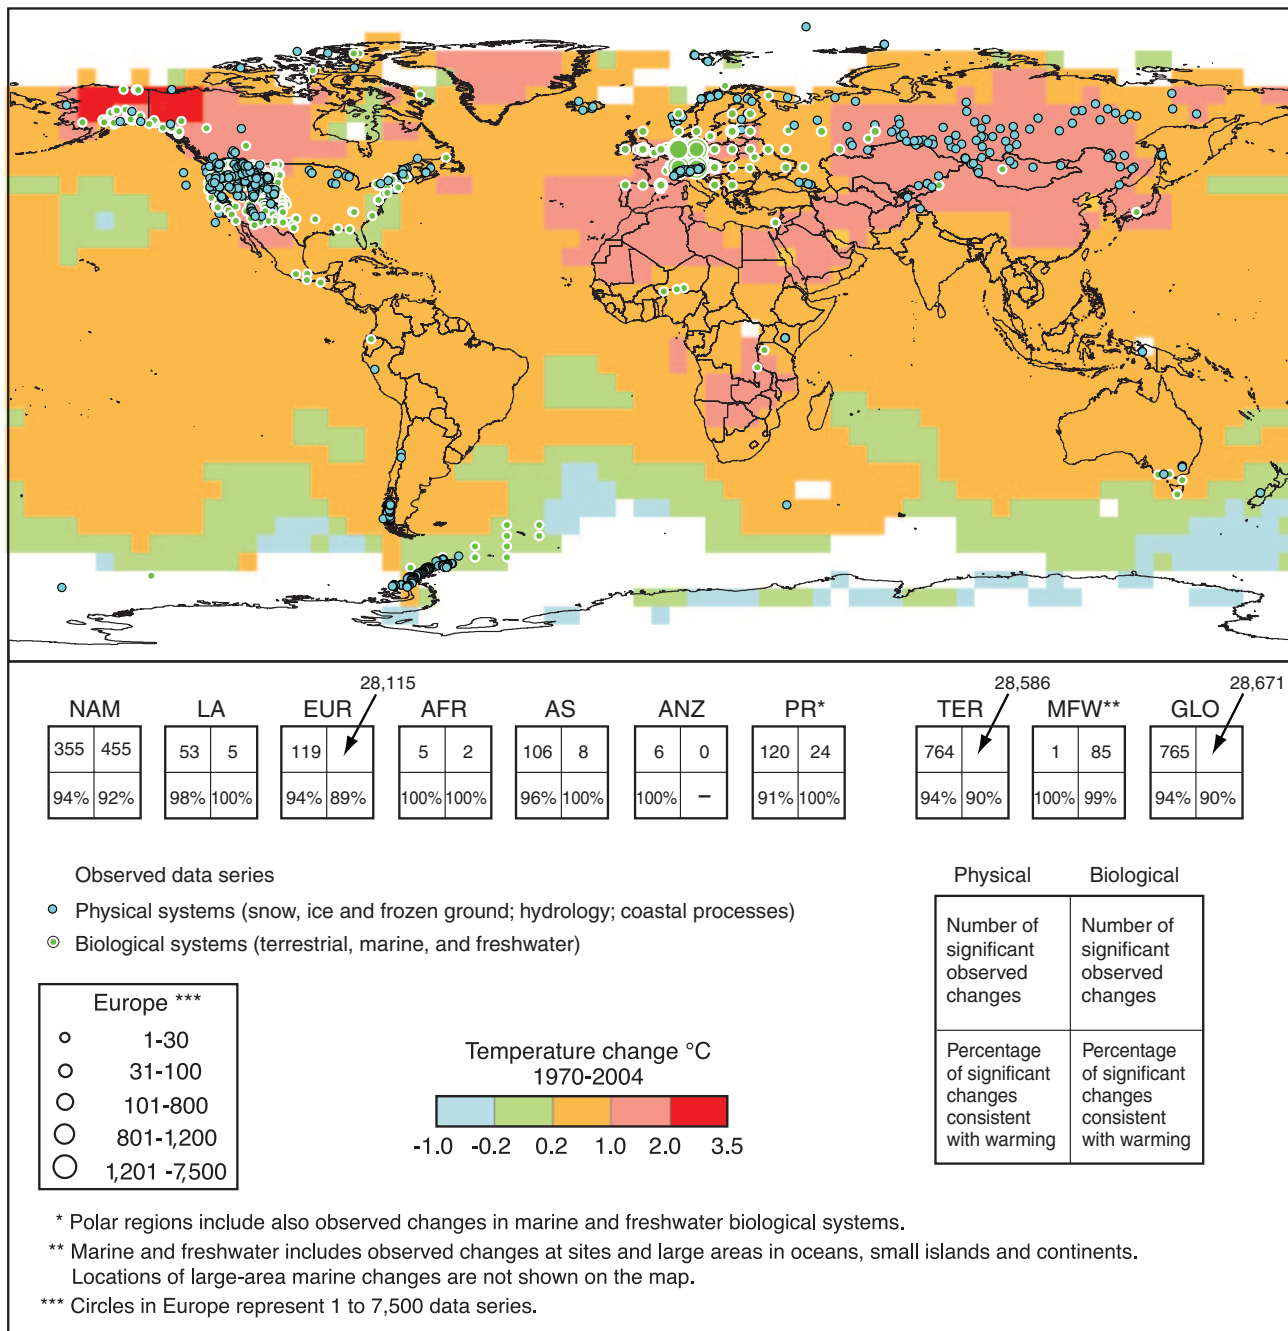 28,115
28,586
28,671
NAM LA EUR AFR AS ANZ PR* TER MFW** GLO
355 455 53 5 119 5 2 106 8 6 0 120 24 764 1 85 765
94% 92% 98% 100% 94% 89% 100% 100% 96% 100% 100% – 91% 100% 94% 90% 100% 99% 94% 90%
Observed data series
Physical systems (snow, ice and frozen ground; hydrology; coastal processes)
Biological systems (terrestrial, marine, and freshwater)
Physical Biological
Number of
significant
observed
changes
Number of
significant
observed
changes
Percentage
of significant
changes
consistent
with warming
Percentage
of significant
changes
consistent
with warming
Europe ***
1-30
31-100
101-800
801-1,200
1,201 -7,500
Temperature change °C
1970-2004
-1.0 -0.2 0.2 1.0 2.0 3.5
* Polar regions include also observed changes in marine and freshwater biological systems.
** Marine and freshwater includes observed changes at sites and large areas in oceans, small islands and continents.
Locations of large-area marine changes are not shown on the map.
*** Circles in Europe represent 1 to 7,500 data series.